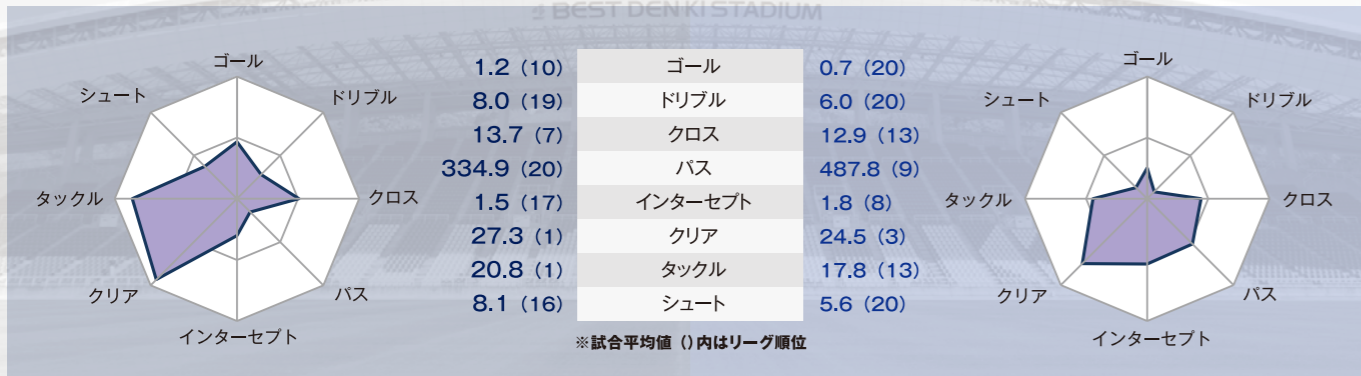 BEST DENKI STADIUM
ゴール
シュート
ドリブル
タックル
クロス
クリア
パス
インターセプト
1.2(10) ゴール 0.7(20)
8.0(19) ドリブル 6.0(20)
13.7(7) クロス 12.9(13)
334.9(20) パス 487.8(9)
1.5(17) インターセプト 1.8(8)
27.3(1) クリア 24.5(3)
20.8(1) タックル 17.8(13)
8.1(16) シュート 5.6(20)
※試合平均値()内はリーグ順位
ゴール
シュート
ドリブル
タックル
クロス
クリア
パス
インターセプト